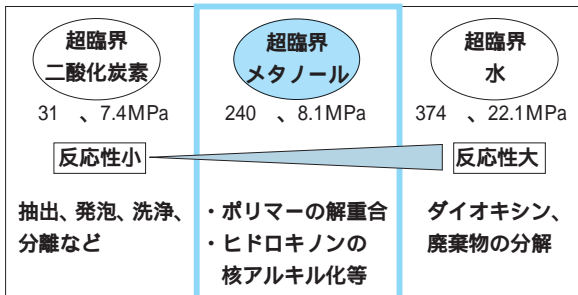 超臨界
二酸化炭素
31　、7.4MPa
反応性小
抽出、発泡、洗浄、
分離など
超臨界
メタノール
240　、8.1MPa
・ポリマーの解重合
・ヒドロキノンの
核アルキル化等
超臨界
水
374　、22.1MPa
反応性大
ダイオキシン、
廃棄物の分解